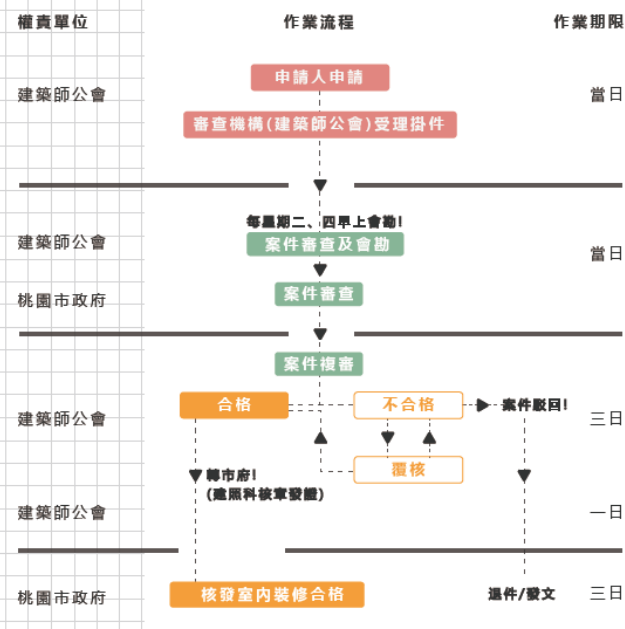 權責單位 作業流程 作業期限
申請人申請
建築師公會 當日
審查機構(建築師公會)受理掛件
每星期二、四早上會勘!
建築師公會 案件審查及會勘 當日
桃園市政府 案件審查
案件複審
合格 不合格 案件駁回!
建築師公會 三日
覆核
轉市府!
(建照科核章發證)
建築師公會 一日
桃園市政府 核發室內裝修合格 退件/發文 三日